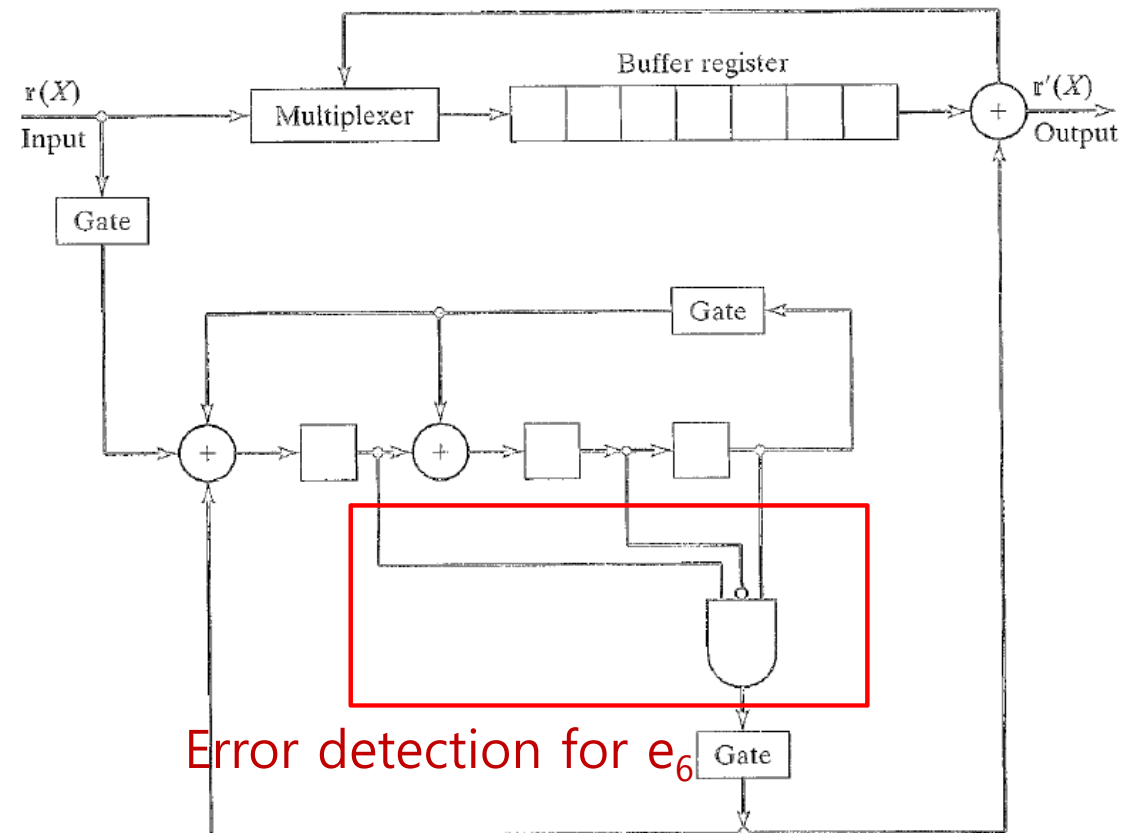 Buffer register
r(X)
Input
Multiplexer
+
r′(X)
Output
Gate
Gate
+
+
Error detection for e₆
Gate